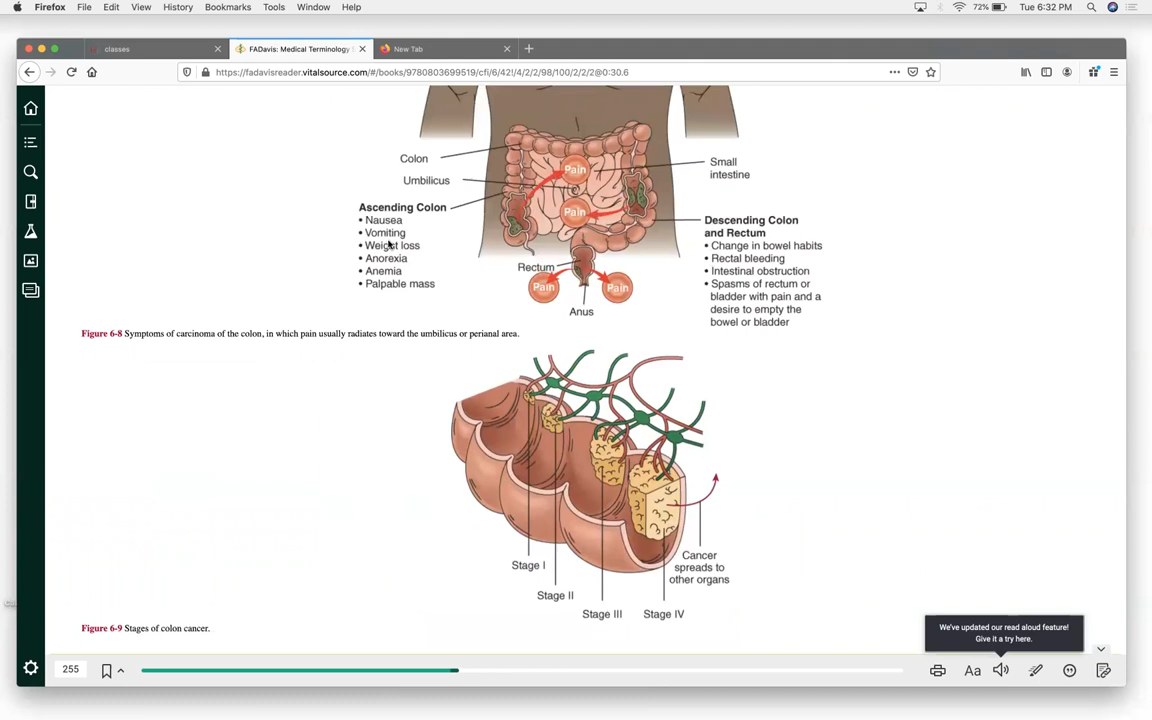 Firefox File Edit View History Bookmarks Tools Window Help 72% Tue 6:32 PM
classes
FADavis: Medical Terminology
New Tab
https://fadavisreader.vitalsource.com/#/books/9780803699519/cfi/6/42!/4/2/2/98/100/2/2/2@0:30.6
Colon
Umbilicus
Pain
Small
intestine
Pain
Ascending Colon
• Nausea
• Vomiting
• Weight loss
• Anorexia
• Anemia
• Palpable mass
Descending Colon
and Rectum
• Change in bowel habits
• Rectal bleeding
• Intestinal obstruction
• Spasms of rectum or
bladder with pain and a
desire to empty the
bowel or bladder
Rectum
Pain
Pain
Anus
Figure 6-8 Symptoms of carcinoma of the colon, in which pain usually radiates toward the umbilicus or perianal area.
Stage I
Stage II
Stage III
Stage IV
Cancer
spreads to
other organs
Figure 6-9 Stages of colon cancer.
We've updated our read aloud feature!
Give it a try here.
255
Aa